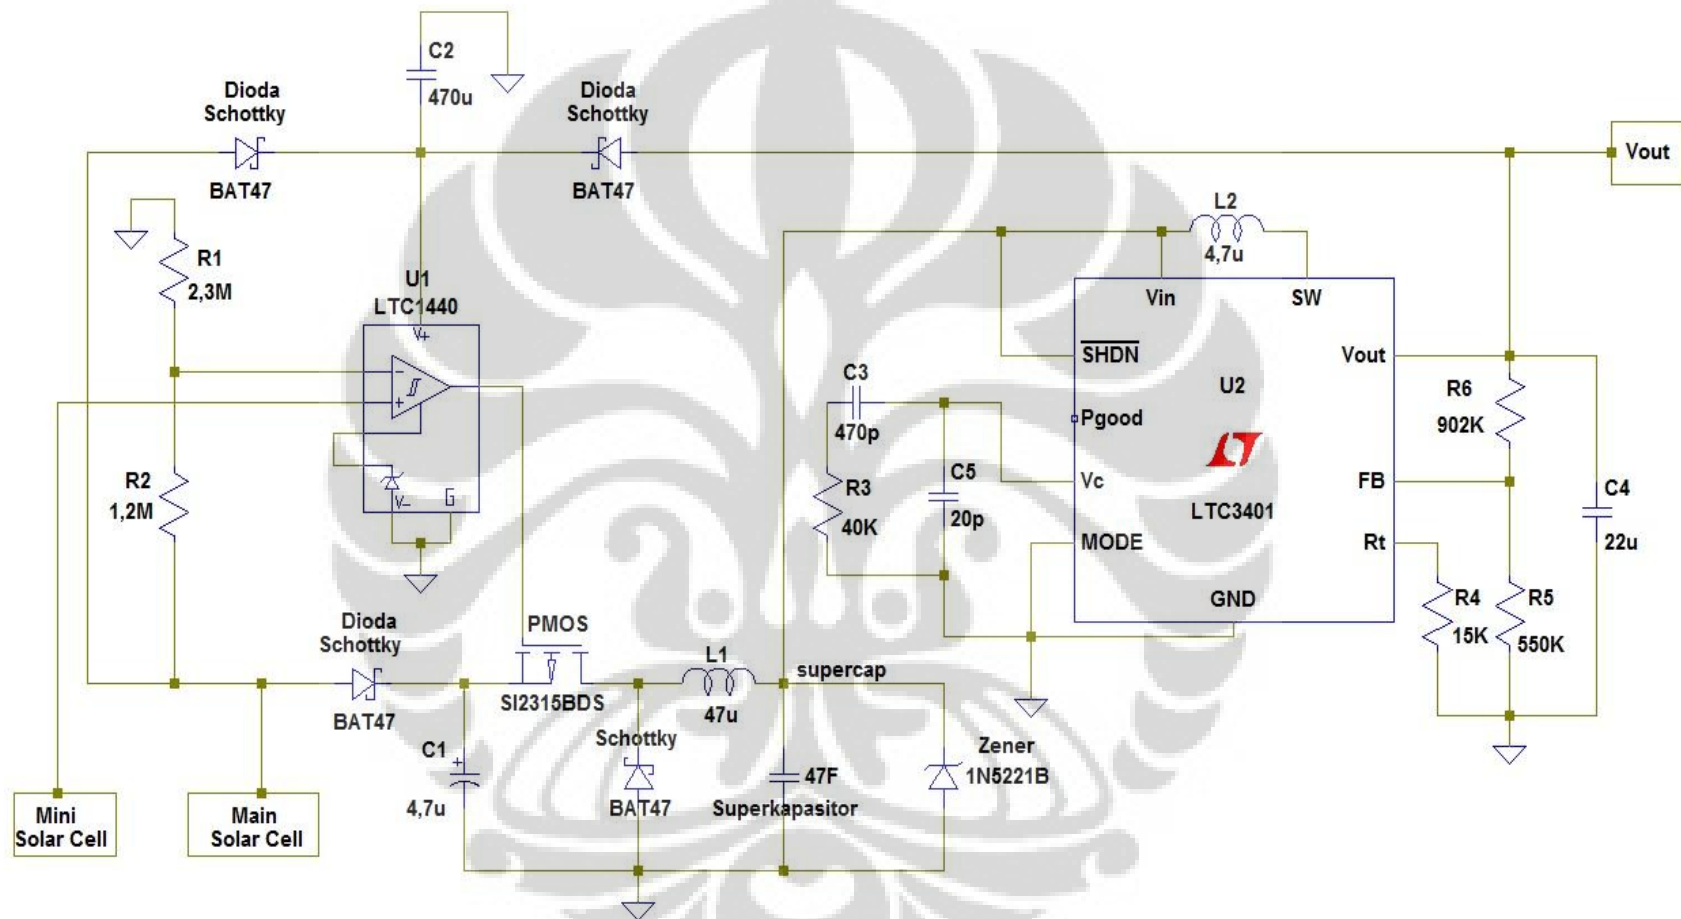 C2
470u
Dioda
Schottky
BAT47
Dioda
Schottky
BAT47
Vout
R1
2,3M
U1
LTC1440
V+
L2
4,7u
Vin
SW
SHDN
Vout
U2
Pgood
C3
470p
R6
902K
R2
1,2M
V-
G
R3
40K
C5
20p
Vc
LTC3401
FB
C4
22u
MODE
Rt
GND
R4
15K
R5
550K
Dioda
Schottky
BAT47
PMOS
SI2315BDS
L1
47u
supercap
C1
+
4,7u
Schottky
BAT47
47F
Superkapasitor
Zener
1N5221B
Mini
Solar Cell
Main
Solar Cell